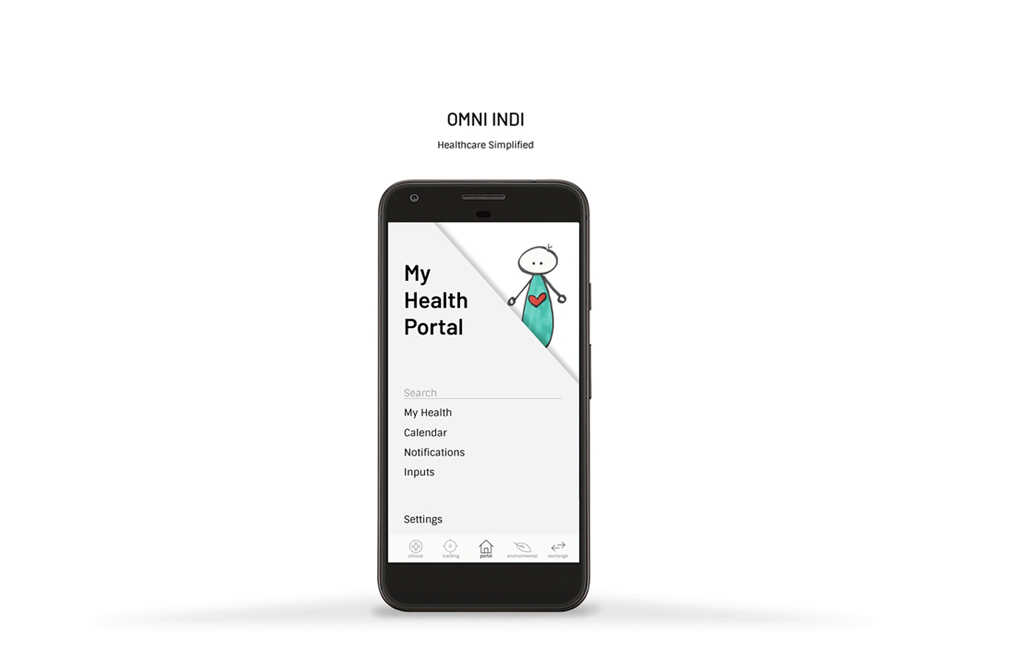 OMNI INDI
Healthcare Simplified
My
Health
Portal
Search
My Health
Calendar
Notifications
Inputs
Settings
clinical tracking portal environmental exchange